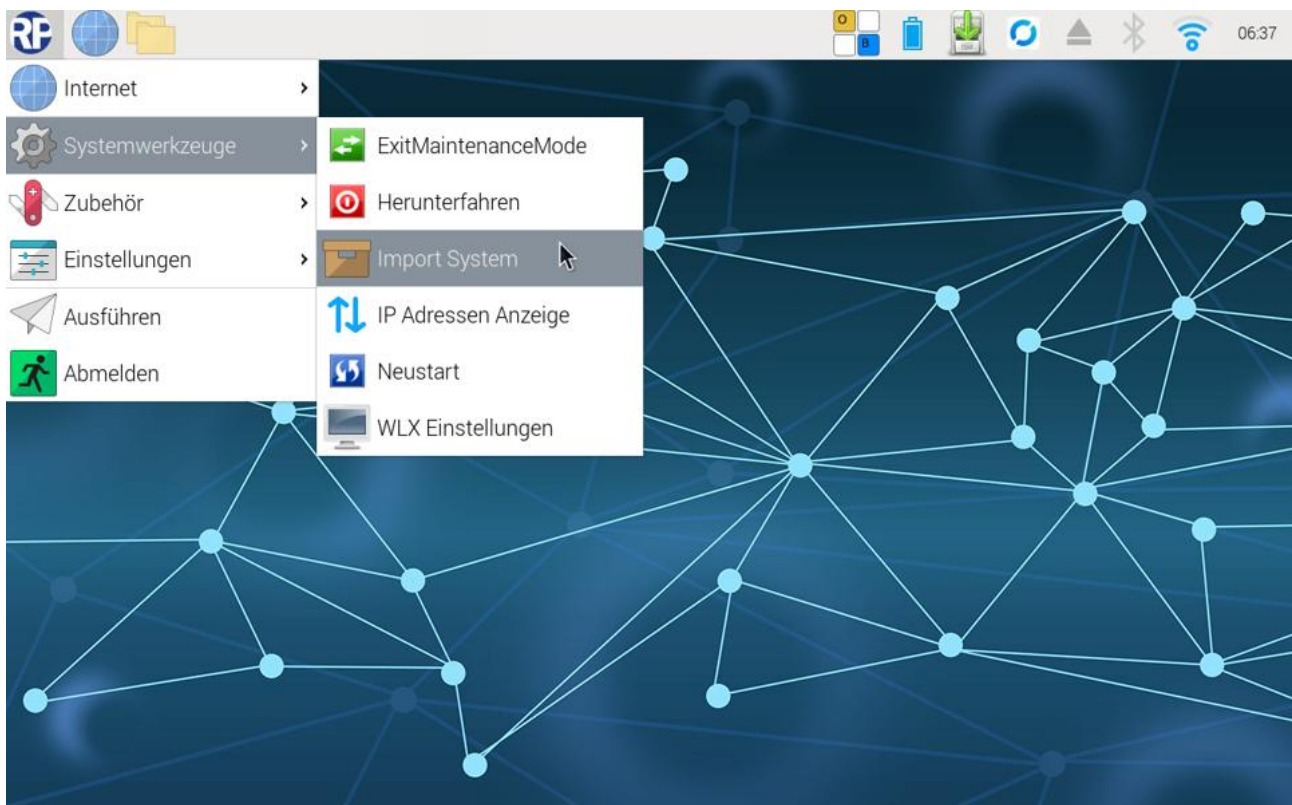 RP
O
B
06:37
Internet
Systemwerkzeuge
Zubehör
Einstellungen
Ausführen
Abmelden
ExitMaintenanceMode
Herunterfahren
Import System
IP Adressen Anzeige
Neustart
WLX Einstellungen